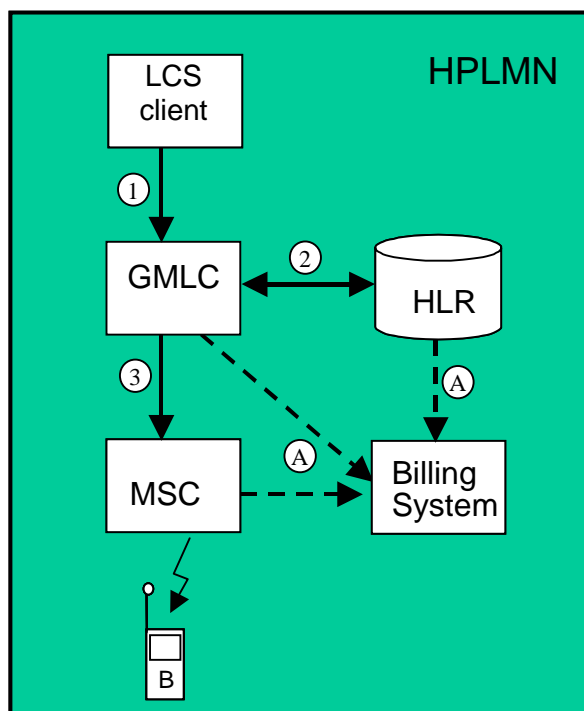 HPLMN
LCS
client
1
GMLC
2
HLR
3
A
A
MSC
Billing
System
B